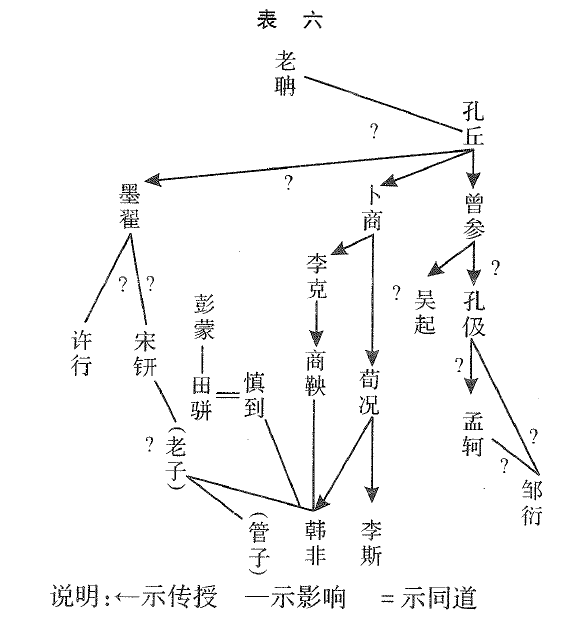 表 六
老聃
孔丘
?
?
墨翟
卜商
曾参
李克
?
?
?
?
吴起
孔伋
彭蒙
许行
宋钘
商鞅
荀况
田骈
=
慎到
?
孟轲
?
(老子)
?
?
邹衍
(管子)
韩非
李斯
说明:←示传授 —示影响 =示同道